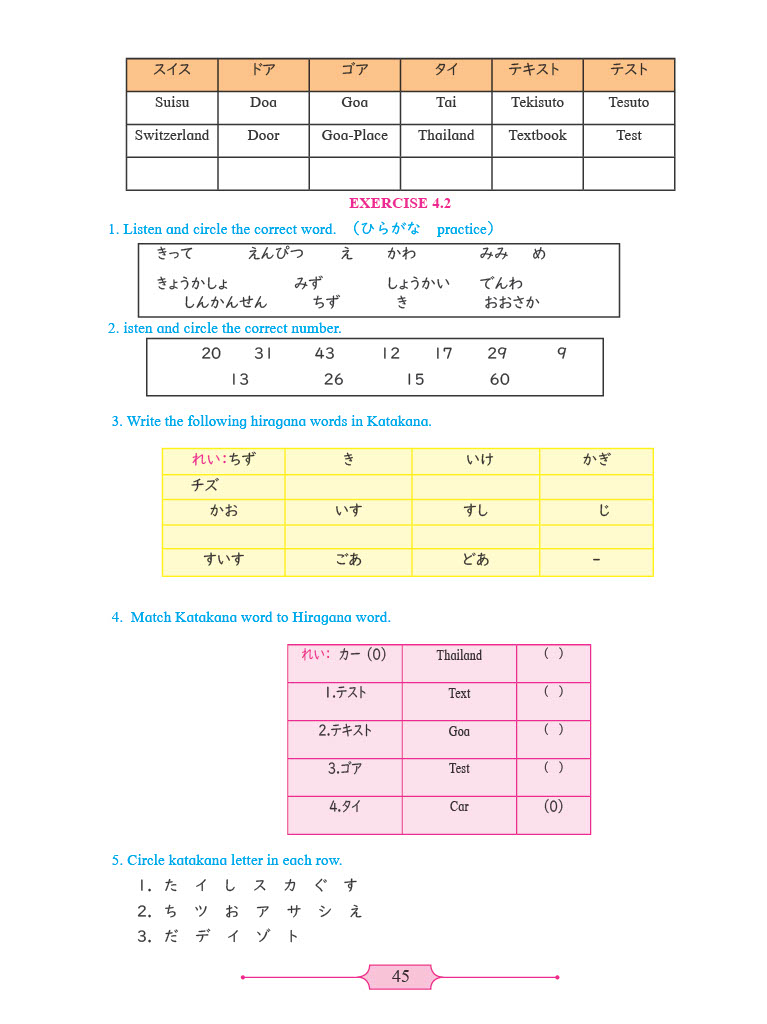 スイス ドア ゴア タイ テキスト テスト
Suisu Doa Goa Tai Tekisuto Tesuto
Switzerland Door Goa-Place Thailand Textbook Test
EXERCISE 4.2
1. Listen and circle the correct word. （ひらがな practice）
きって えんぴつ え かわ みみ め
きょうかしょ みず しょうかい でんわ
しんかんせん ちず き おおさか
2. isten and circle the correct number.
20 31 43 12 17 29 9
13 26 15 60
3. Write the following hiragana words in Katakana.
れい：ちず き いけ かぎ
チズ
かお いす すし じ
すいす ごあ どあ –
4. Match Katakana word to Hiragana word.
れい： カー (0) Thailand ( )
1.テスト Text ( )
2.テキスト Goa ( )
3.ゴア Test ( )
4.タイ Car (0)
5. Circle katakana letter in each row.
1. た イ し ス カ ぐ す
2. ち ツ お ア サ シ え
3. だ デ イ ゾ ト
45